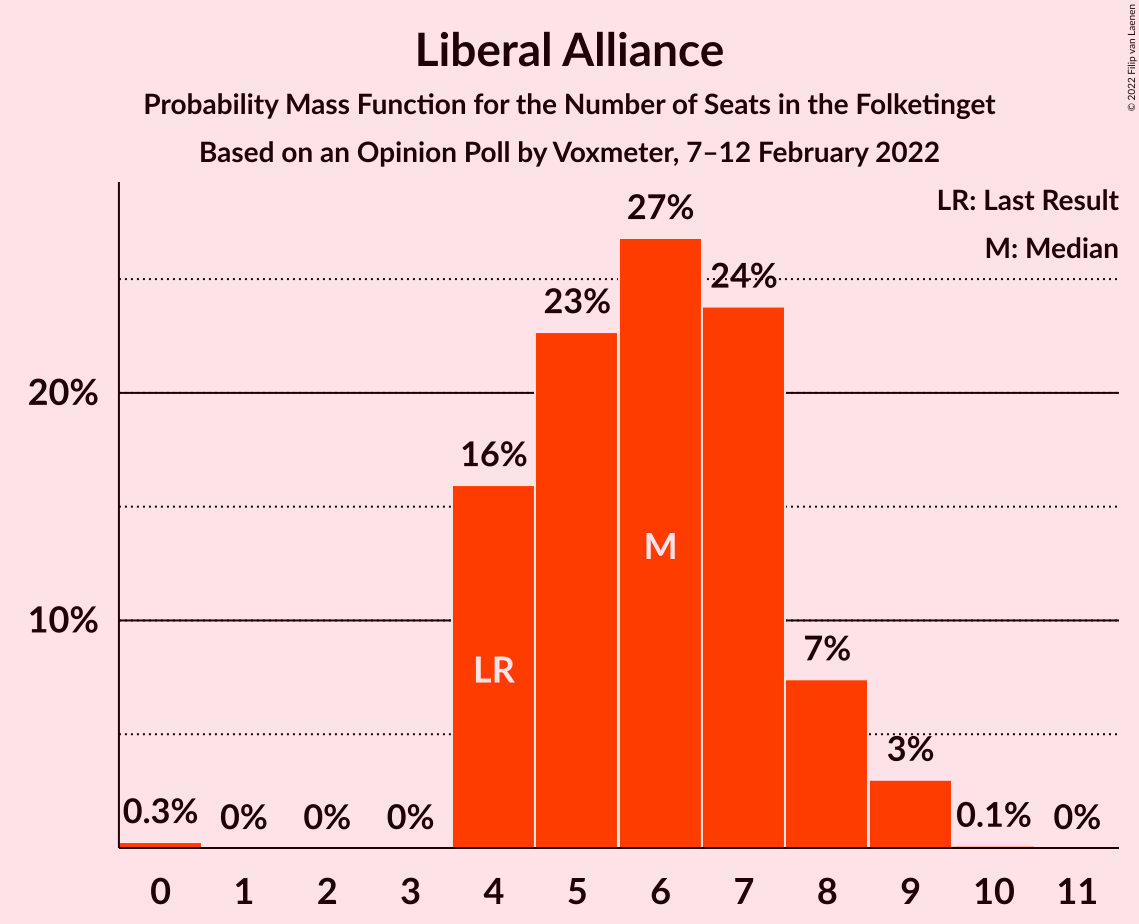 Liberal Alliance
Probability Mass Function for the Number of Seats in the Folketinget
Based on an Opinion Poll by Voxmeter, 7–12 February 2022
© 2022 Filip van Laenen
LR: Last Result
M: Median
27%
24%
23%
20%
16%
M
10%
7%
LR
3%
0.3% 0% 0% 0% 0.1% 0%
0 1 2 3 4 5 6 7 8 9 10 11